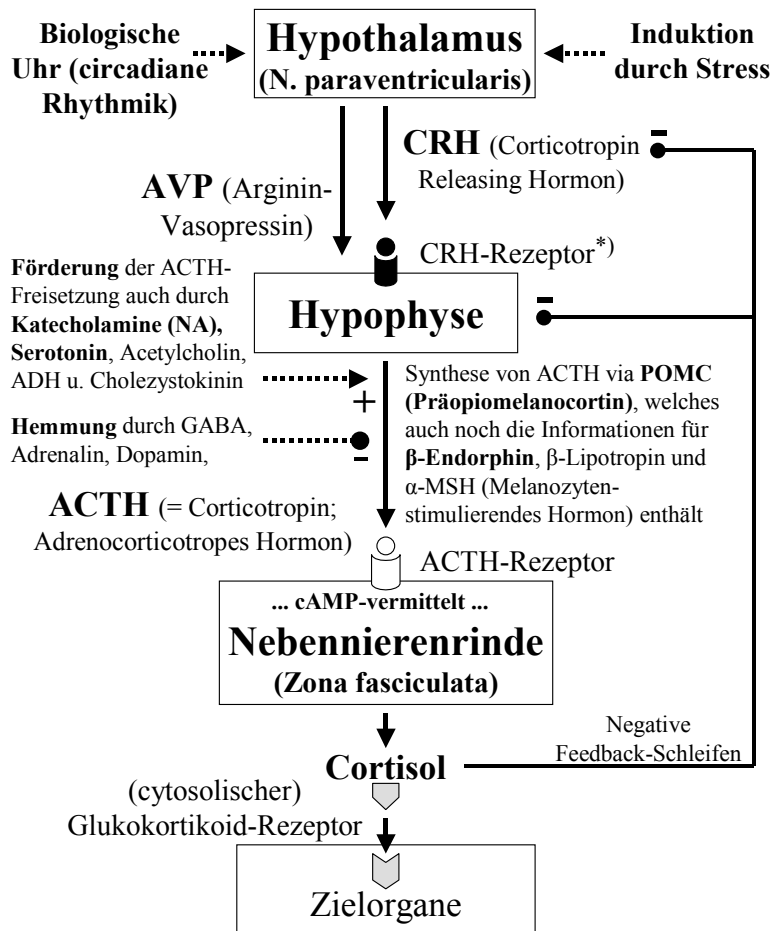 Biologische
Uhr (circadiane
Rhythmik)
Hypothalamus
(N. paraventricularis)
Induktion
durch Stress
CRH (Corticotropin
Releasing Hormon)
–
AVP (Arginin-
Vasopressin)
CRH-Rezeptor*)
Förderung der ACTH-
Freisetzung auch durch
Katecholamine (NA),
Serotonin, Acetylcholin,
ADH u. Cholezystokinin
+
Hypophyse
–
Hemmung durch GABA,
Adrenalin, Dopamin,
–
Synthese von ACTH via POMC
(Präopiomelanocortin), welches
auch noch die Informationen für
β-Endorphin, β-Lipotropin und
α-MSH (Melanozyten-
stimulierendes Hormon) enthält
ACTH (= Corticotropin;
Adrenocorticotropes Hormon)
ACTH-Rezeptor
... cAMP-vermittelt ...
Nebennierenrinde
(Zona fasciculata)
Negative
Feedback-Schleifen
Cortisol
(cytosolischer)
Glukokortikoid-Rezeptor
Zielorgane